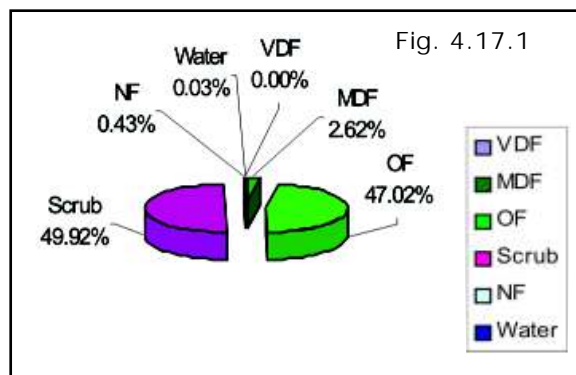 Fig. 4.17.1
Water
0.03%
VDF
0.00%
NF
0.43%
MDF
2.62%
OF
47.02%
Scrub
49.92%
VDF
MDF
OF
Scrub
NF
Water